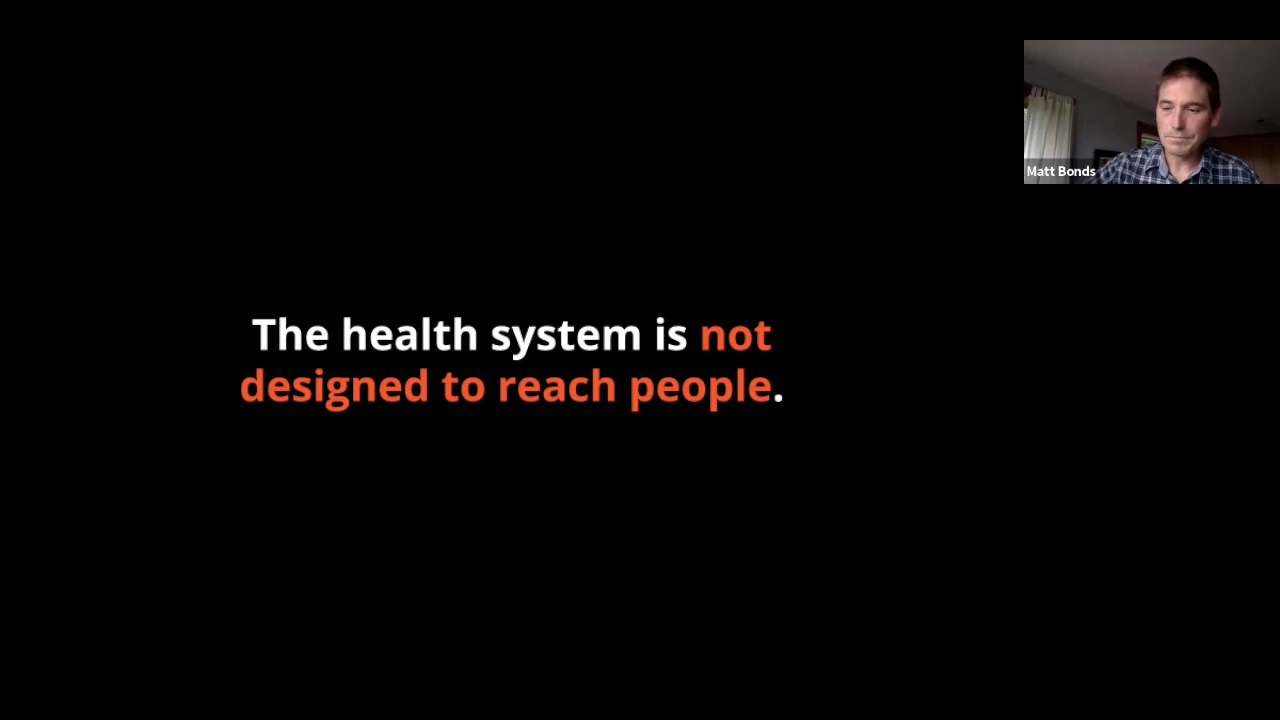 Matt Bonds
The health system is not
designed to reach people.